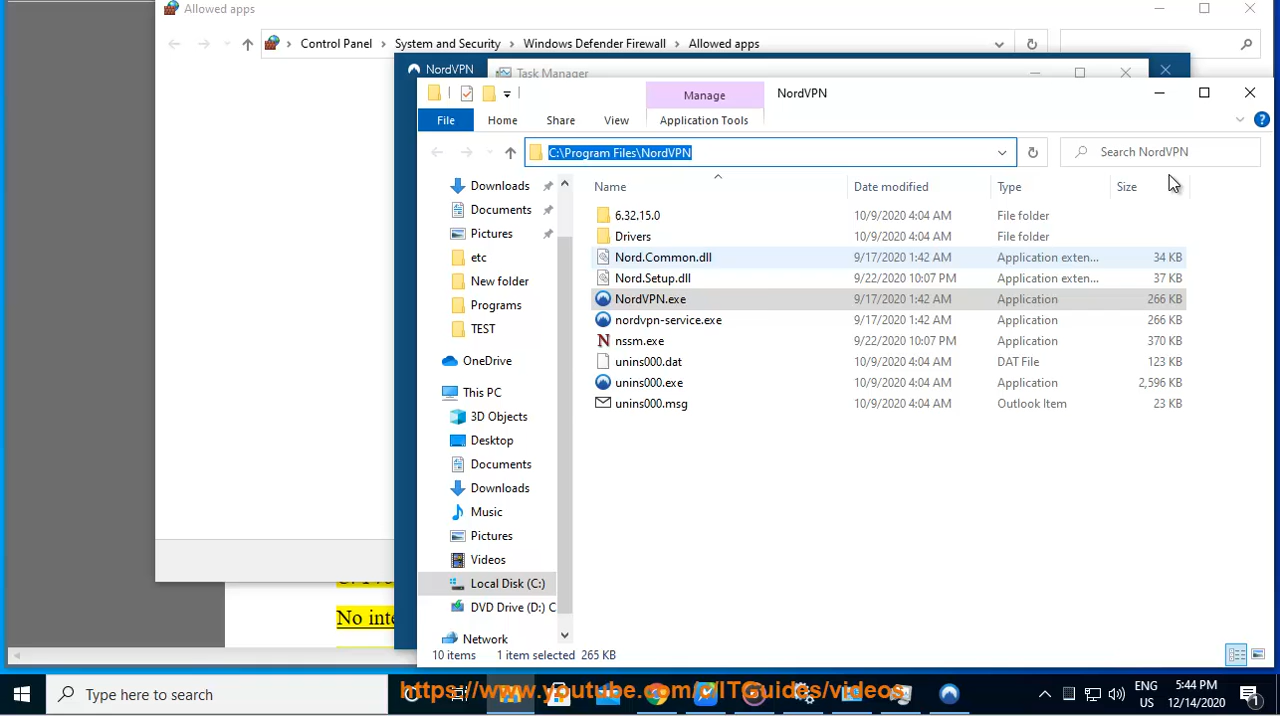 Allowed apps
Control Panel > System and Security > Windows Defender Firewall > Allowed apps
NordVPN
Task Manager
Manage
NordVPN
File
Home
Share
View
Application Tools
C:\Program Files\NordVPN
Search NordVPN
Name
Date modified
Type
Size
Downloads
Documents
Pictures
etc
New folder
Programs
TEST
OneDrive
This PC
3D Objects
Desktop
Documents
Downloads
Music
Pictures
Videos
Local Disk (C:)
DVD Drive (D:) C
Network
6.32.15.0 10/9/2020 4:04 AM File folder
Drivers 10/9/2020 4:04 AM File folder
Nord.Common.dll 9/17/2020 1:42 AM Application exten... 34 KB
Nord.Setup.dll 9/22/2020 10:07 PM Application exten... 37 KB
NordVPN.exe 9/17/2020 1:42 AM Application 266 KB
nordvpn-service.exe 9/17/2020 1:42 AM Application 266 KB
nssm.exe 9/22/2020 10:07 PM Application 370 KB
unins000.dat 10/9/2020 4:04 AM DAT File 123 KB
unins000.exe 10/9/2020 4:04 AM Application 2,596 KB
unins000.msg 10/9/2020 4:04 AM Outlook Item 23 KB
No inte
10 items 1 item selected 265 KB
Type here to search
https://www.youtube.com/c/ITGuides/videos
ENG
US
5:44 PM
12/14/2020
1